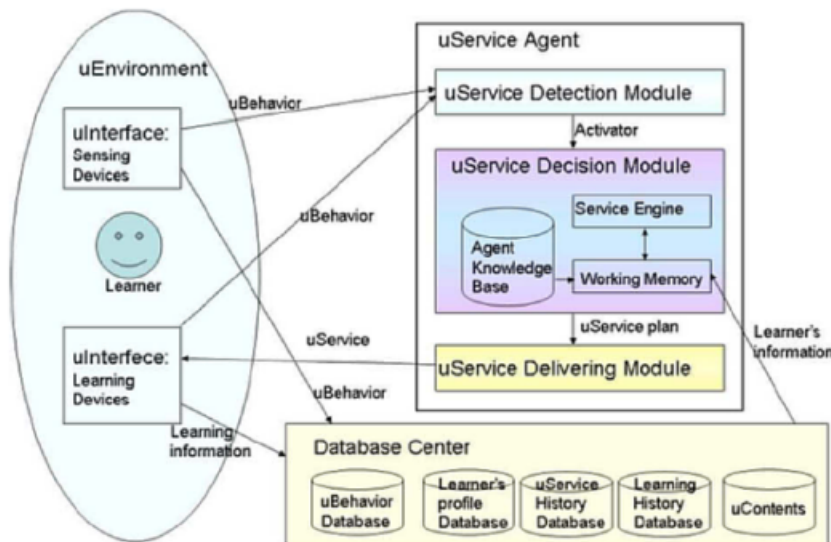 uEnvironment
uInterface:
Sensing
Devices
Learner
uInterfece:
Learning
Devices
uBehavior
uBehavior
uService
uBehavior
Learning
information
uService Agent
uService Detection Module
Activator
uService Decision Module
Service Engine
Agent
Knowledge
Base
Working Memory
uService plan
Learner's
information
uService Delivering Module
Database Center
uBehavior
Database
Learner's
profile
Database
uService
History
Database
Learning
History
Database
uContents